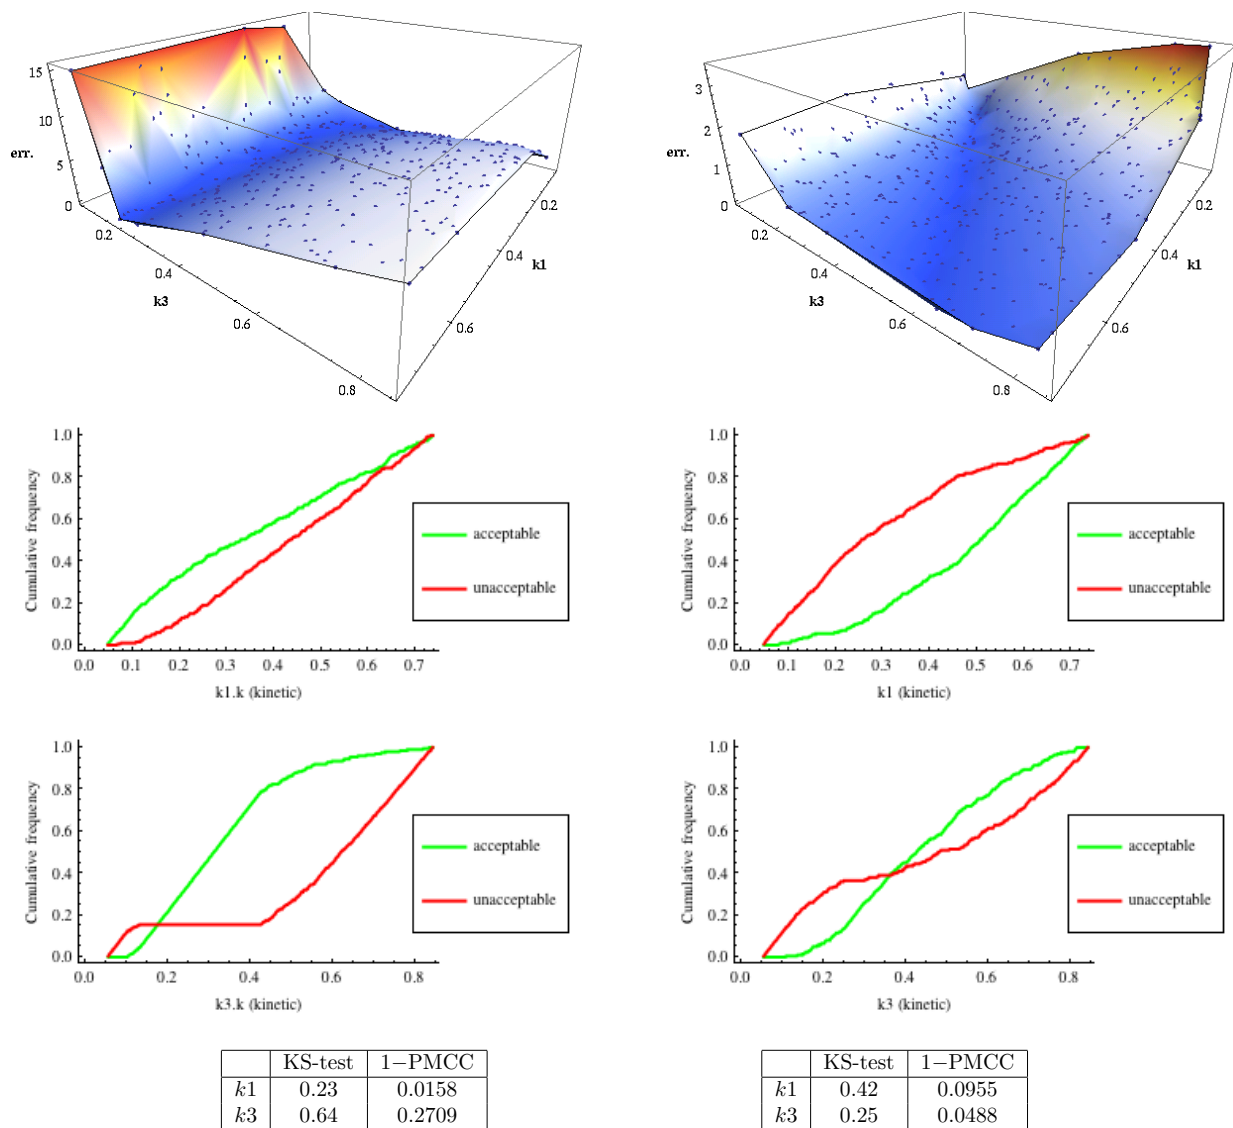 15
10
err.
5
0
0.2
0.4
k3
0.6
0.8
0.2
0.4
k1
0.6
3
2
err.
1
0
0.2
0.4
k3
0.6
0.8
0.2
0.4
k1
0.6
1.0
0.8
0.6
0.4
0.2
0.0
Cumulative frequency
0.0 0.1 0.2 0.3 0.4 0.5 0.6 0.7
k1.k (kinetic)
acceptable
unacceptable
1.0
0.8
0.6
0.4
0.2
0.0
Cumulative frequency
0.0 0.1 0.2 0.3 0.4 0.5 0.6 0.7
k1 (kinetic)
acceptable
unacceptable
1.0
0.8
0.6
0.4
0.2
0.0
Cumulative frequency
0.0 0.2 0.4 0.6 0.8
k3.k (kinetic)
acceptable
unacceptable
1.0
0.8
0.6
0.4
0.2
0.0
Cumulative frequency
0.0 0.2 0.4 0.6 0.8
k3 (kinetic)
acceptable
unacceptable
KS-test 1−PMCC
k1 0.23 0.0158
k3 0.64 0.2709
KS-test 1−PMCC
k1 0.42 0.0955
k3 0.25 0.0488